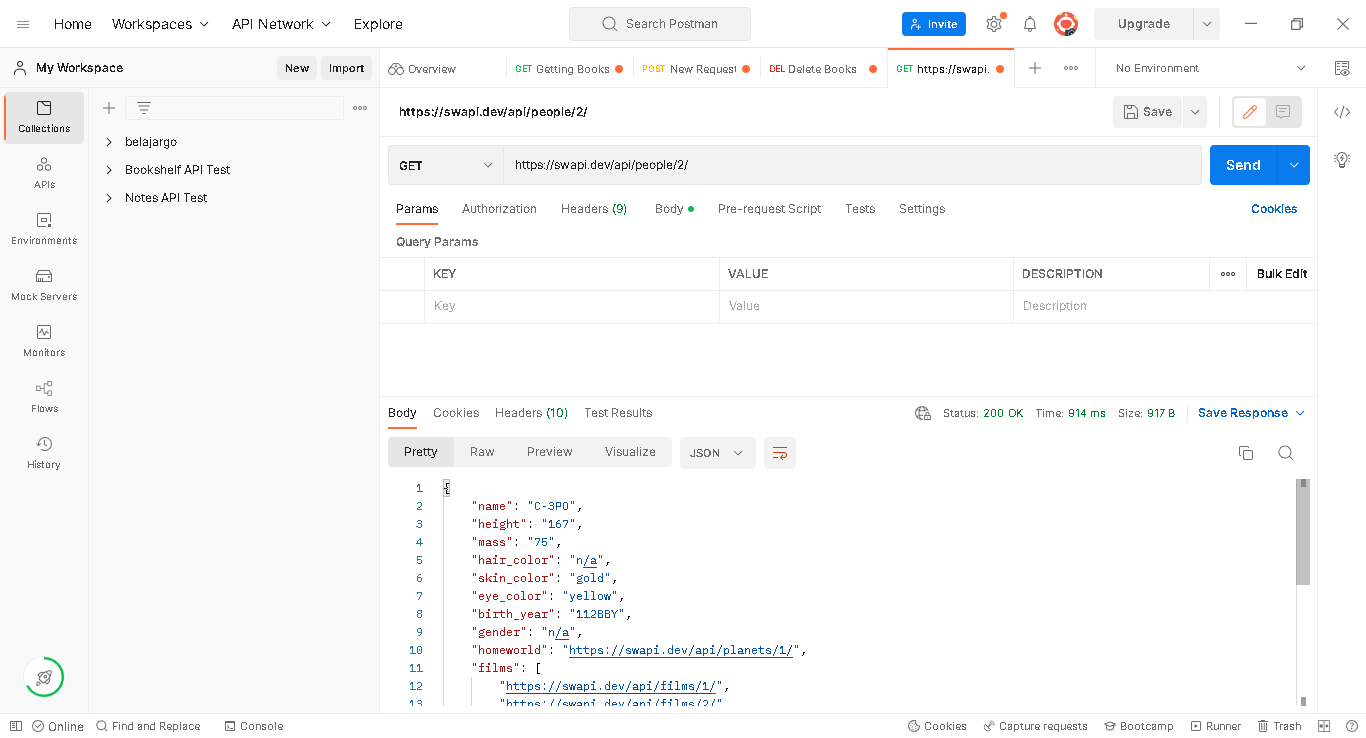 Home Workspaces API Network Explore Search Postman Invite Upgrade
My Workspace New Import Overview GET Getting Books POST New Request DEL Delete Books GET https://swapi. No Environment
https://swapi.dev/api/people/2/ Save
Collections
APIs
Environments
Mock Servers
Monitors
Flows
History
belajargo
Bookshelf API Test
Notes API Test
GET https://swapi.dev/api/people/2/ Send
Params Authorization Headers (9) Body Pre-request Script Tests Settings Cookies
Query Params
KEY VALUE DESCRIPTION Bulk Edit
Key Value Description
Body Cookies Headers (10) Test Results Status: 200 OK Time: 914 ms Size: 917 B Save Response
Pretty Raw Preview Visualize JSON
1 {
2 "name": "C-3PO",
3 "height": "167",
4 "mass": "75",
5 "hair_color": "n/a",
6 "skin_color": "gold",
7 "eye_color": "yellow",
8 "birth_year": "112BBY",
9 "gender": "n/a",
10 "homeworld": "https://swapi.dev/api/planets/1/",
11 "films": [
12 "https://swapi.dev/api/films/1/",
13 "https://swapi.dev/api/films/2/"
Online Find and Replace Console Cookies Capture requests Bootcamp Runner Trash